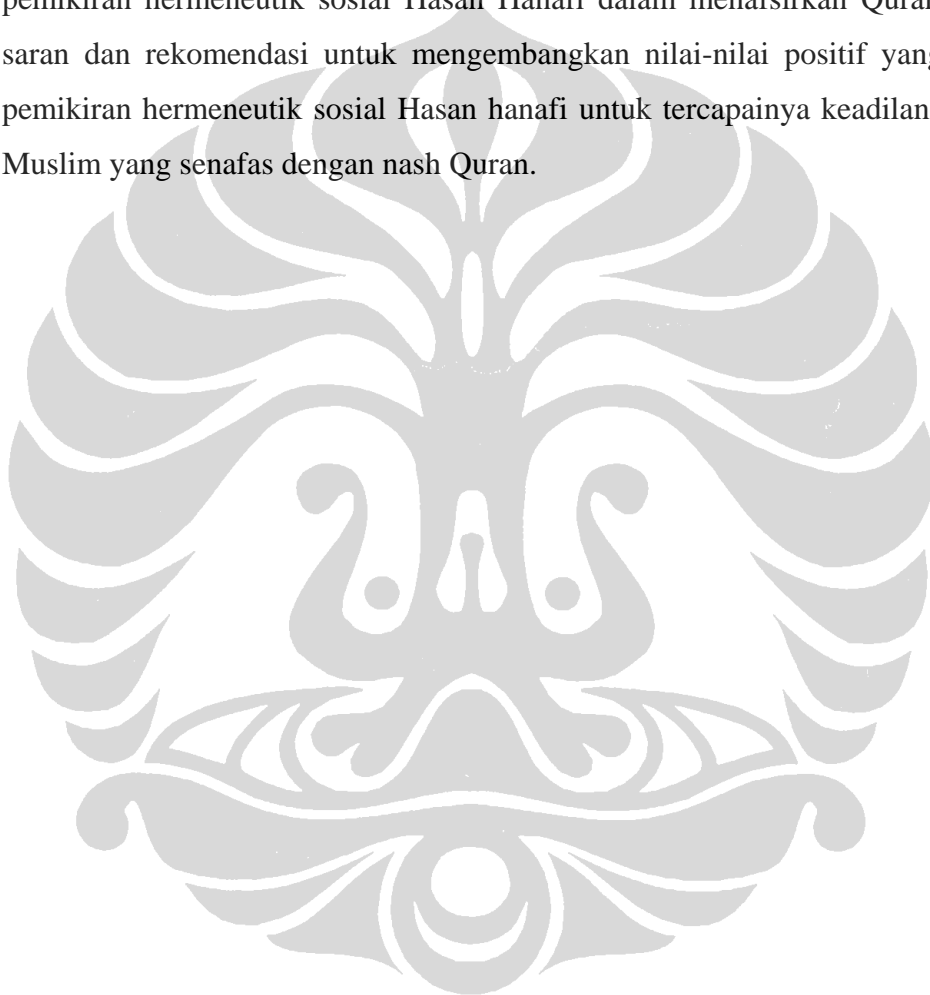 pemikiran hermeneutik sosial Hasan Hanafi dalam menafsirkan Quran
saran dan rekomendasi untuk mengembangkan nilai-nilai positif yang
pemikiran hermeneutik sosial Hasan hanafi untuk tercapainya keadilan
Muslim yang senafas dengan nash Quran.